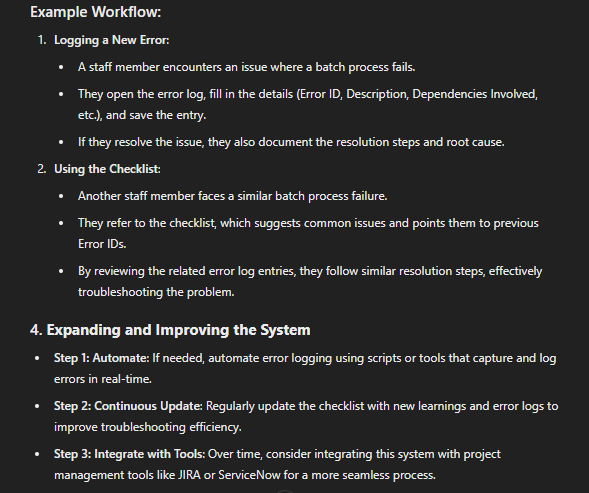 Example Workflow:
1. Logging a New Error:
• A staff member encounters an issue where a batch process fails.
• They open the error log, fill in the details (Error ID, Description, Dependencies Involved,
etc.), and save the entry.
• If they resolve the issue, they also document the resolution steps and root cause.
2. Using the Checklist:
• Another staff member faces a similar batch process failure.
• They refer to the checklist, which suggests common issues and points them to previous
Error IDs.
• By reviewing the related error log entries, they follow similar resolution steps, effectively
troubleshooting the problem.
4. Expanding and Improving the System
• Step 1: Automate: If needed, automate error logging using scripts or tools that capture and log
errors in real-time.
• Step 2: Continuous Update: Regularly update the checklist with new learnings and error logs to
improve troubleshooting efficiency.
• Step 3: Integrate with Tools: Over time, consider integrating this system with project
management tools like JIRA or ServiceNow for a more seamless process.